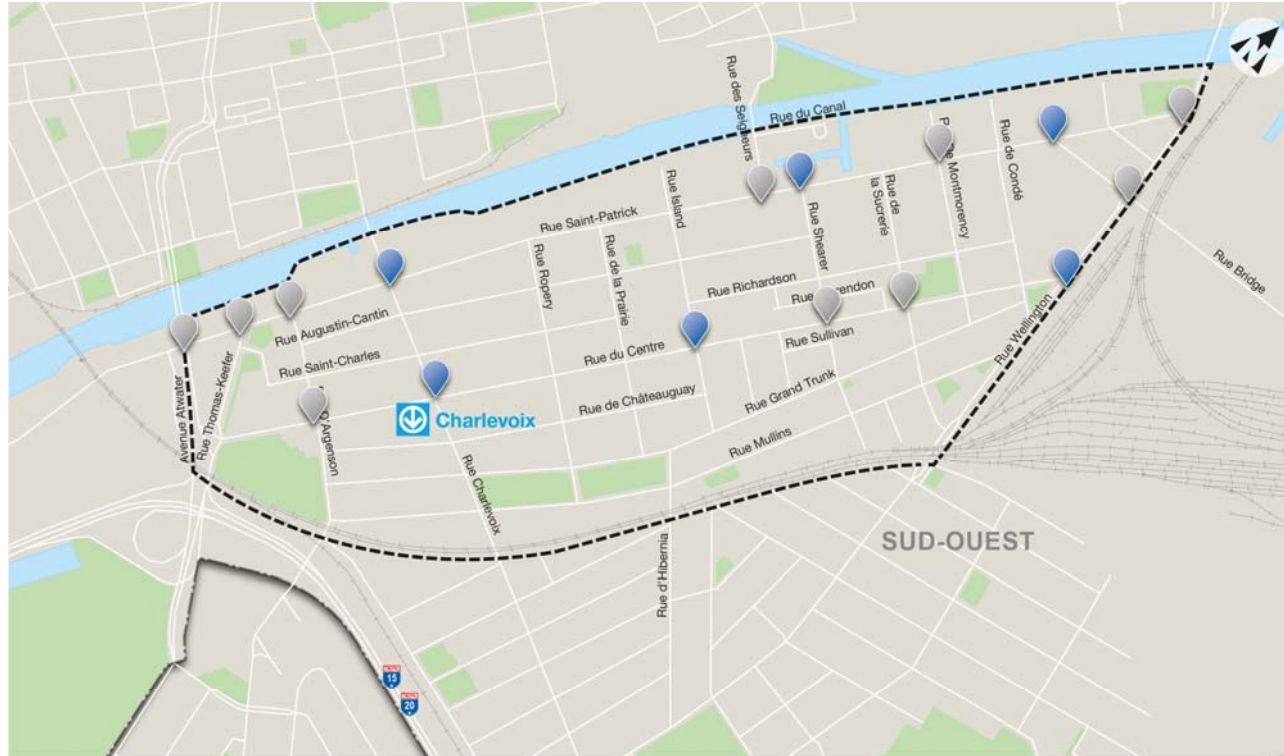 Rue des Seigneurs
Rue du Canal
Rue de Montmorency
Rue de Condé
Rue Island
Rue de
la Sucrerie
Rue Saint-Patrick
Rue Shearer
Rue Ropery
Rue de la Prairie
Rue Bridge
Rue Richardson
Rue Augustin-Cantin
Rue Wellington
Rue Sullivan
Rue du Centre
Rue Saint-Charles
Avenue Atwater
Rue Thomas-Keefer
Rue de Châteauguay
Rue Grand Trunk
Charlevoix
D'Argenson
Rue Mullins
Rue Charlevoix
SUD-OUEST
Rue d'Hibernia
15
20